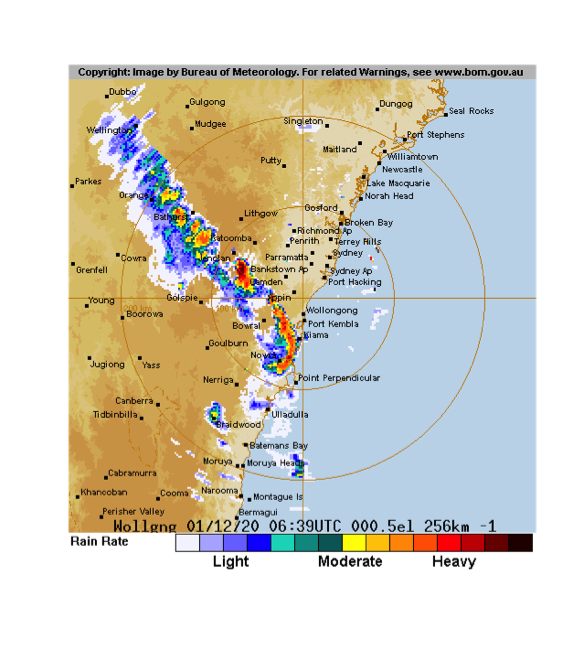 Copyright: Image by Bureau of Meteorology. For related Warnings, see www.bom.gov.au
Dubbo
Gulgong
Dungog
Seal Rocks
Wellington
Mudgee
Singleton
Port Stephens
Maitland
Williamtown
Putty
Newcastle
Parkes
Lake Macquarie
Orange
Norah Head
Gosford
Bathurst
Lithgow
Broken Bay
Richmond Ap
Katoomba
Penrith
Terrey Hills
Cowra
Parramatta
Sydney
Grenfell
Bankstown Ap
Sydney Ap
Camden
Port Hacking
Young
Goulburn
Appin
200 km
100 km
Boorowa
Wollongong
Bowral
Port Kembla
Kiama
Jugiong
Yass
Nowra
Nerriga
Point Perpendicular
Canberra
Tidbinbilla
Ulladulla
Braidwood
Batemans Bay
Moruya
Moruya Heads
Cabramurra
Khancoban
Cooma
Narooma
Montague Is
Perisher Valley
Bermagui
Wollgng 01/12/20 06:39UTC 000.5el 256km -1
Rain Rate
Light
Moderate
Heavy